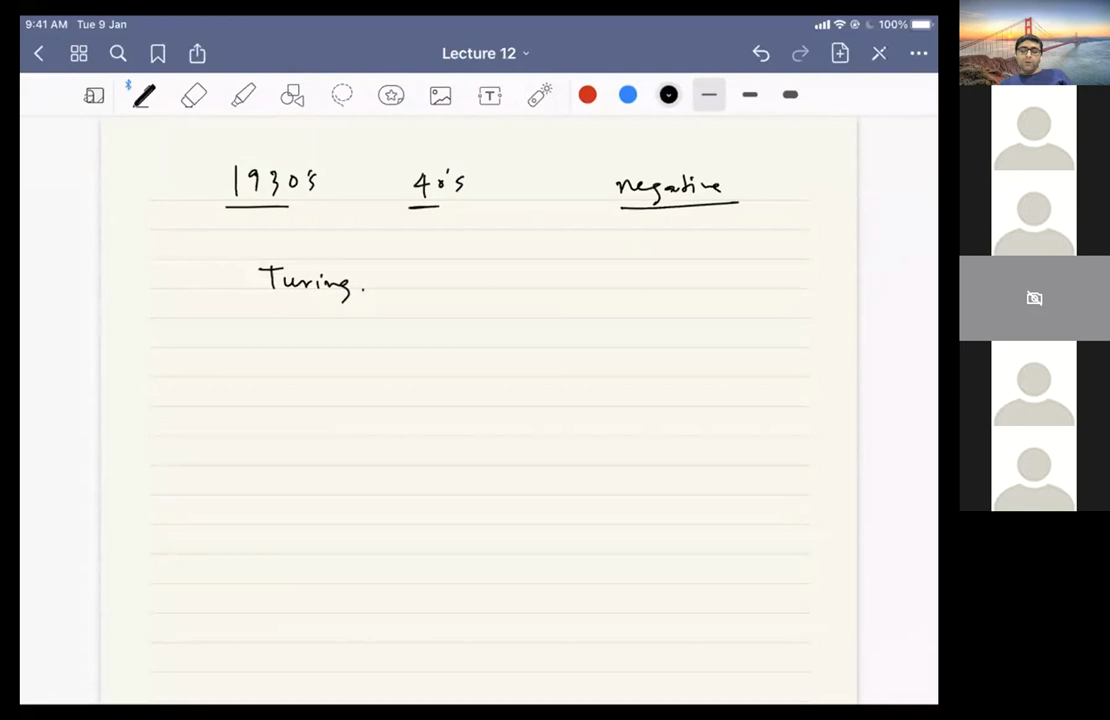 9:41 AM Tue 9 Jan 100%
Lecture 12
T
1930's 40's negative
Turing.